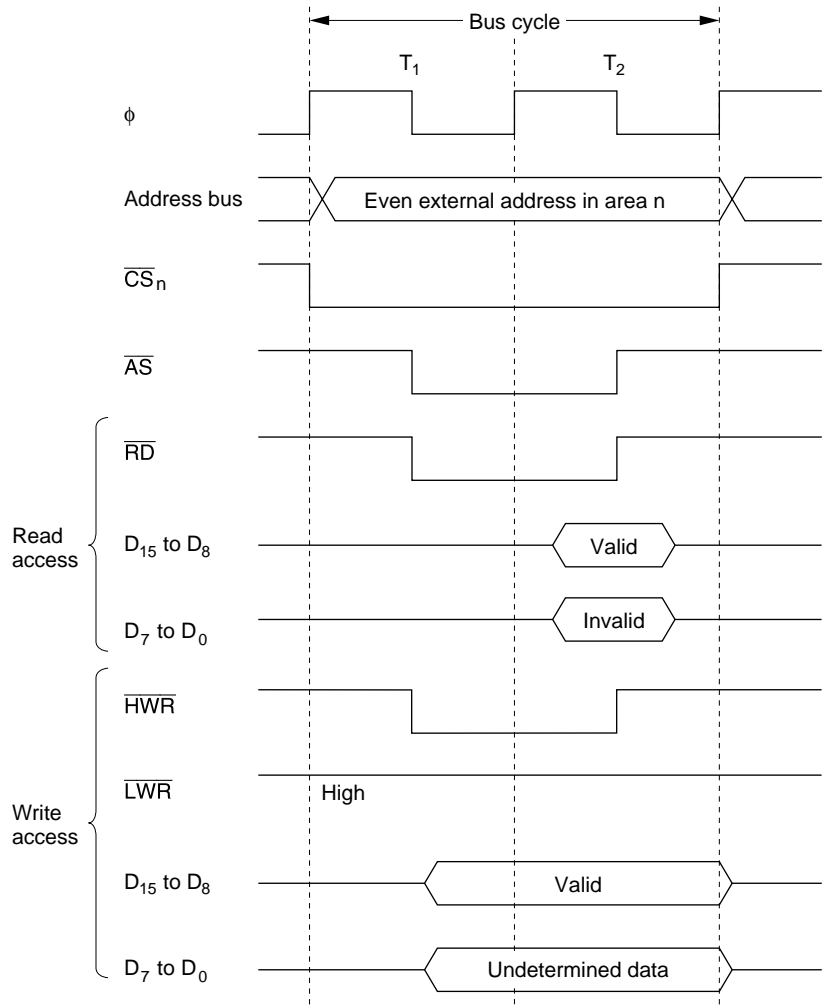 Bus cycle
T1 T2
φ
Address bus Even external address in area n
CSn
AS
RD
Read access
D15 to D8 Valid
D7 to D0 Invalid
HWR
LWR High
Write access
D15 to D8 Valid
D7 to D0 Undetermined data